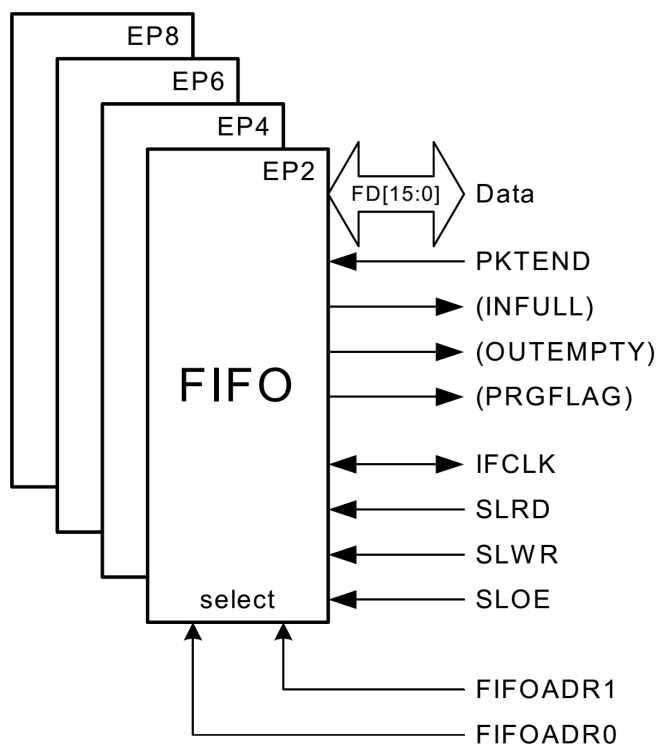 EP8
EP6
EP4
EP2
FD[15:0]
Data
PKTEND
(INFULL)
(OUTEMPTY)
FIFO
(PRGFLAG)
IFCLK
SLRD
SLWR
select
SLOE
FIFOADR1
FIFOADR0